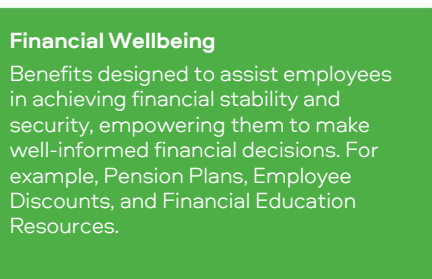 Financial Wellbeing
Benefits designed to assist employees
in achieving financial stability and
security, empowering them to make
well-informed financial decisions. For
example, Pension Plans, Employee
Discounts, and Financial Education
Resources.